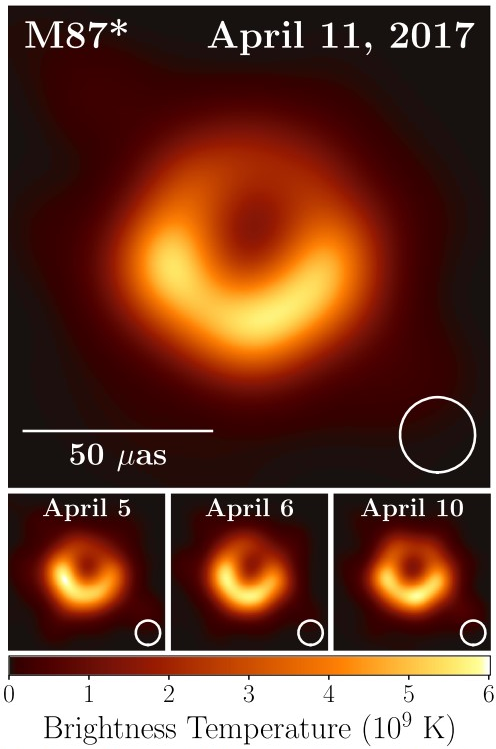 M87* April 11, 2017
50 μas
April 5 April 6 April 10
0 1 2 3 4 5 6
Brightness Temperature (10⁹ K)